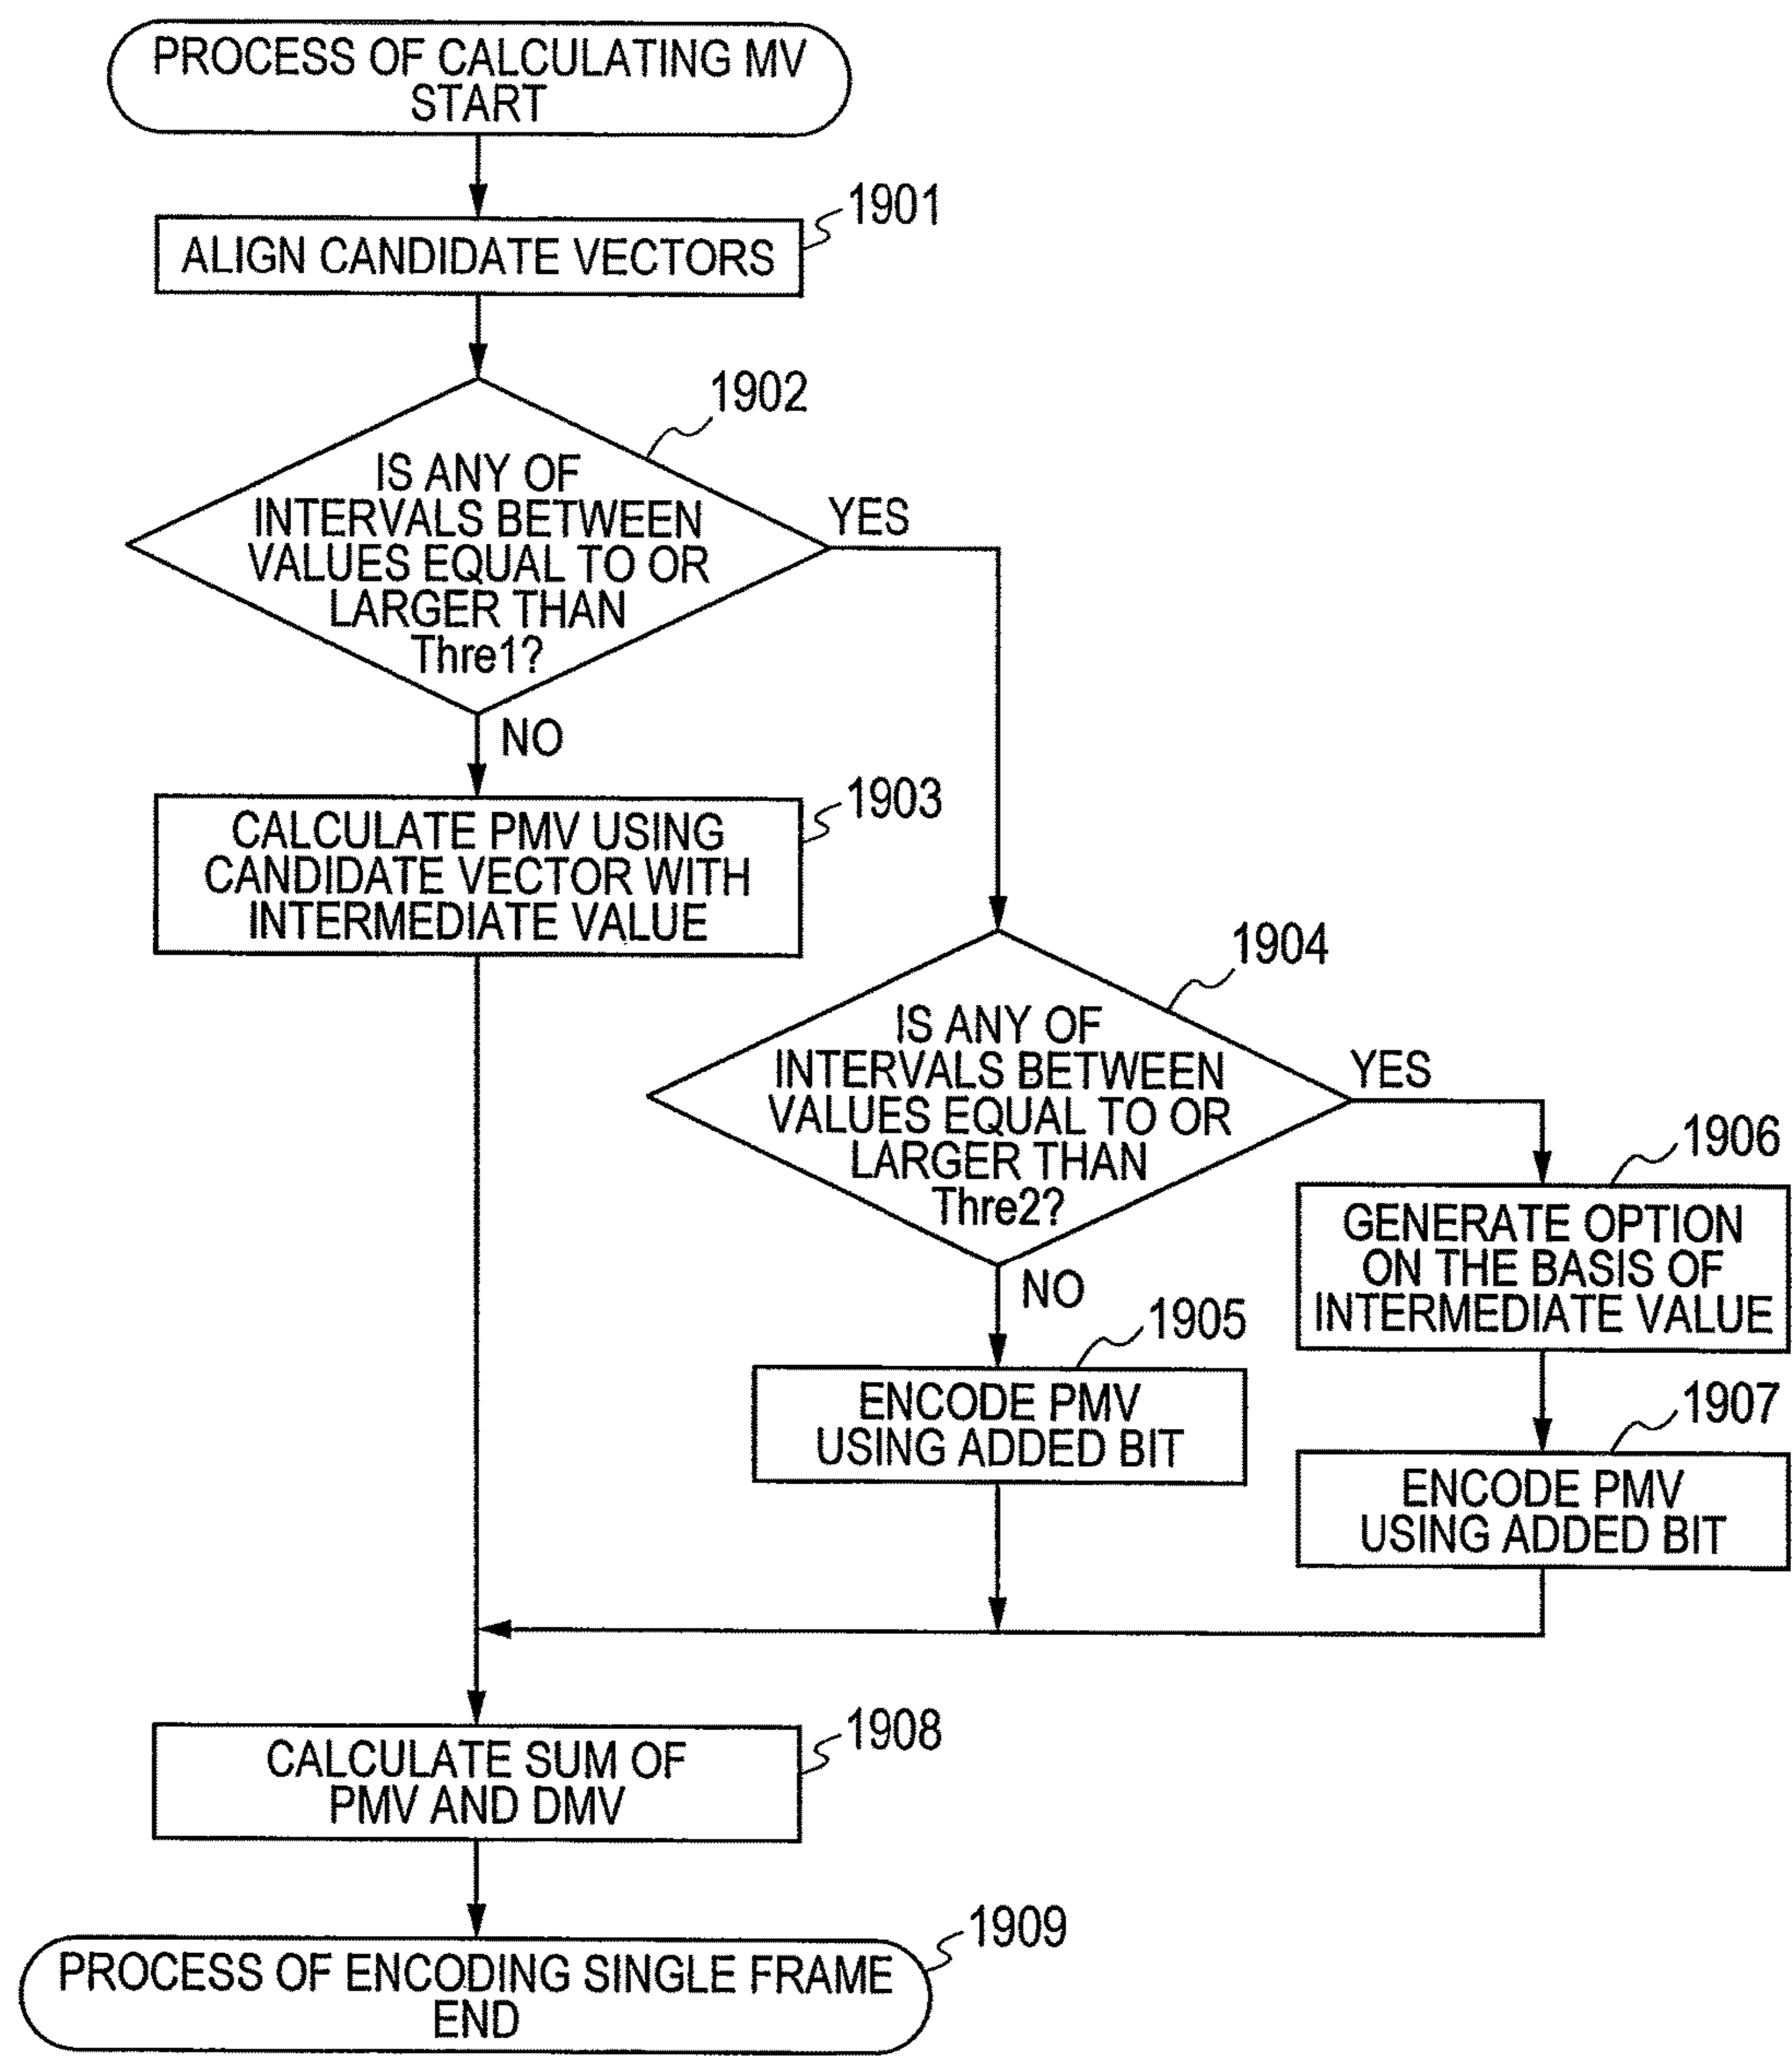 PROCESS OF CALCULATING MV
START
1901
ALIGN CANDIDATE VECTORS
1902
IS ANY OF
INTERVALS BETWEEN
VALUES EQUAL TO OR
LARGER THAN
Thre1?
YES
NO
1903
CALCULATE PMV USING
CANDIDATE VECTOR WITH
INTERMEDIATE VALUE
1904
IS ANY OF
INTERVALS BETWEEN
VALUES EQUAL TO OR
LARGER THAN
Thre2?
YES
NO
1906
GENERATE OPTION
ON THE BASIS OF
INTERMEDIATE VALUE
1905
ENCODE PMV
USING ADDED BIT
1907
ENCODE PMV
USING ADDED BIT
1908
CALCULATE SUM OF
PMV AND DMV
1909
PROCESS OF ENCODING SINGLE FRAME
END